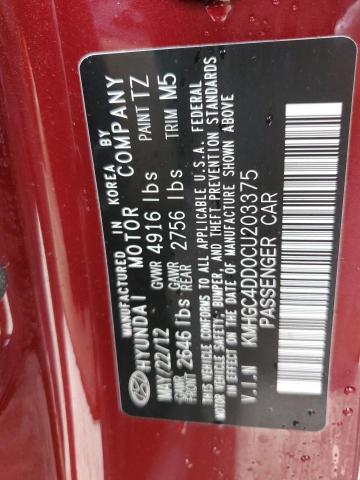 MANUFACTURED IN KOREA BY
HYUNDAI MOTOR COMPANY
MAY/22/12 GVWR 4916 lbs PAINT TZ
GAWR FRONT 2646 lbs GAWR REAR 2756 lbs TRIM M5
THIS VEHICLE CONFORMS TO ALL APPLICABLE U.S.A. FEDERAL
MOTOR VEHICLE SAFETY, BUMPER, AND THEFT PREVENTION
STANDARDS IN EFFECT ON THE DATE OF MANUFACTURE SHOWN ABOVE
V.I.N KMHGC4DD0CU203375
PASSENGER CAR